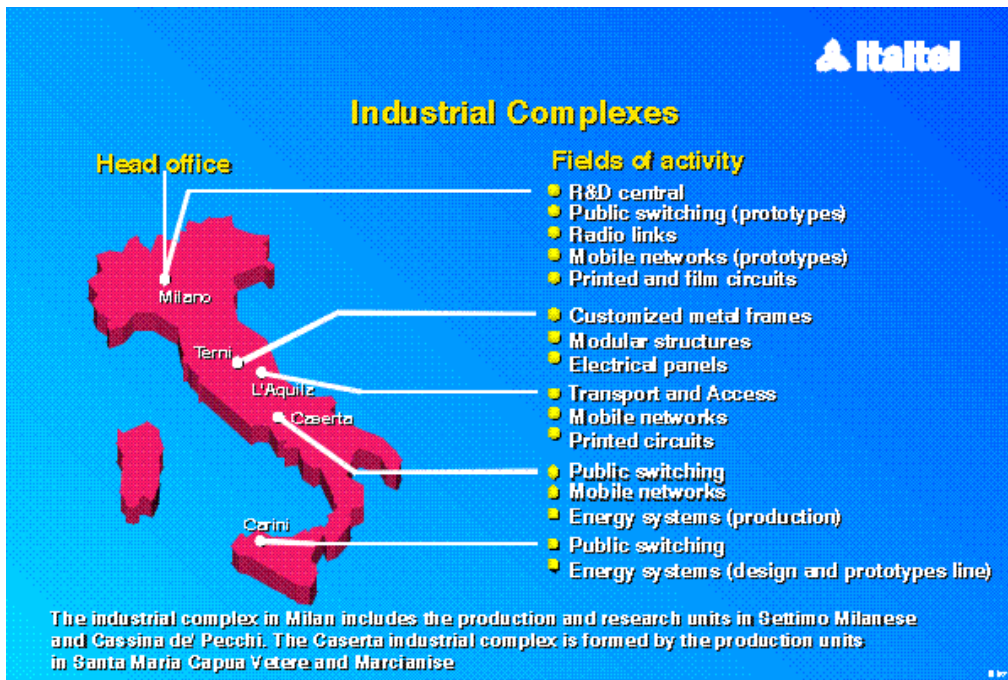 Italtel
Industrial Complexes
Head office
Fields of activity
R&D central
Public switching (prototypes)
Radio links
Mobile networks (prototypes)
Printed and film circuits
Milano
Customized metal frames
Modular structures
Electrical panels
Terni
L'Aquila
Transport and Access
Mobile networks
Printed circuits
Caserta
Public switching
Mobile networks
Energy systems (production)
Carini
Public switching
Energy systems (design and prototypes line)
The industrial complex in Milan includes the production and research units in Settimo Milanese
and Cassina de' Pecchi. The Caserta industrial complex is formed by the production units
in Santa Maria Capua Vetere and Marcianise